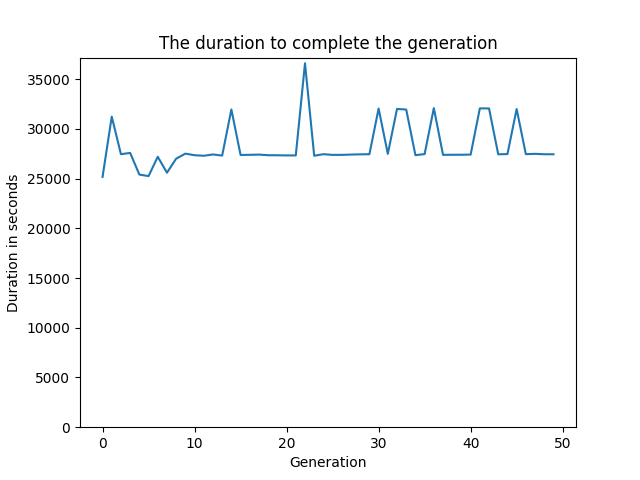 The duration to complete the generation
35000
30000
25000
20000
15000
10000
5000
0
Duration in seconds
0 10 20 30 40 50
Generation